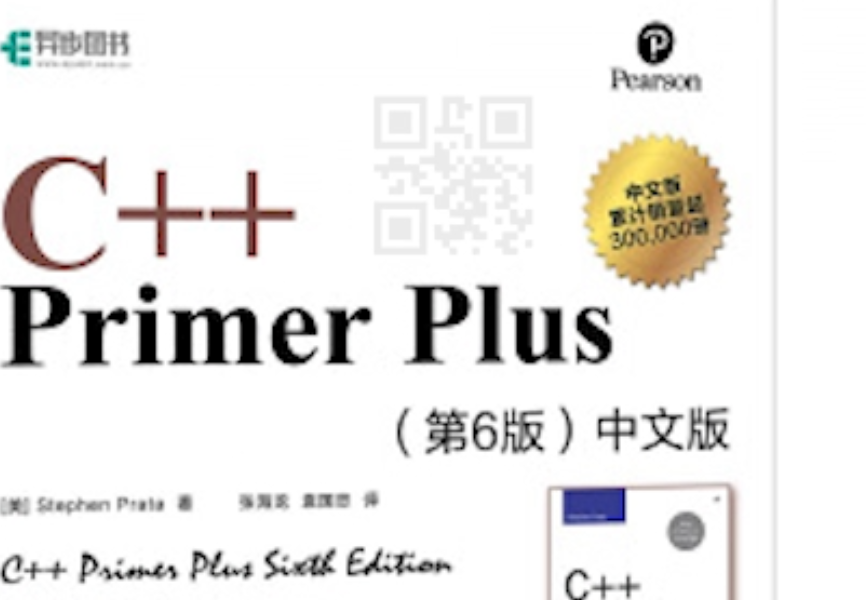 异步图书
Pearson
C++
中文版
累计销量超
300,000册
Primer Plus
（第6版）中文版
[美] Stephen Prata 著 张海龙 袁国忠 译
C++ Primer Plus Sixth Edition
C++